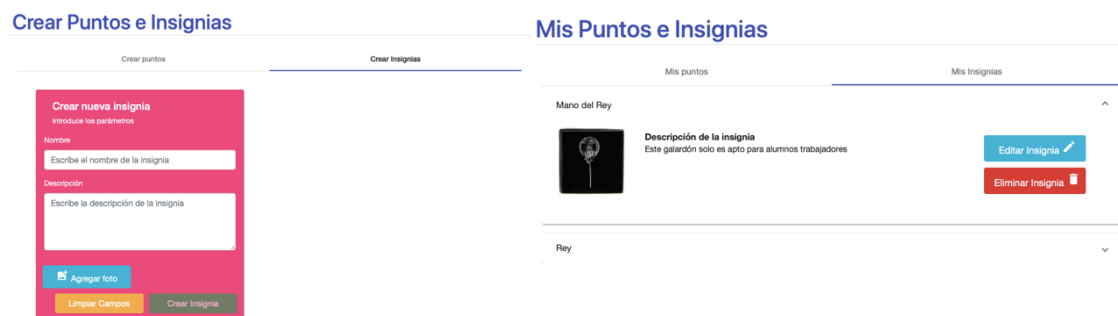 Crear Puntos e Insignias
Crear puntos
Crear Insignias
Crear nueva insignia
Introduce los parámetros
Nombre
Escribe el nombre de la insignia
Descripción
Escribe la descripción de la insignia
Agregar foto
Limpiar Campos
Crear Insignia
Mis Puntos e Insignias
Mis puntos
Mis Insignias
Mano del Rey
Descripción de la insignia
Este galardón solo es apto para alumnos trabajadores
Editar Insignia
Eliminar Insignia
Rey